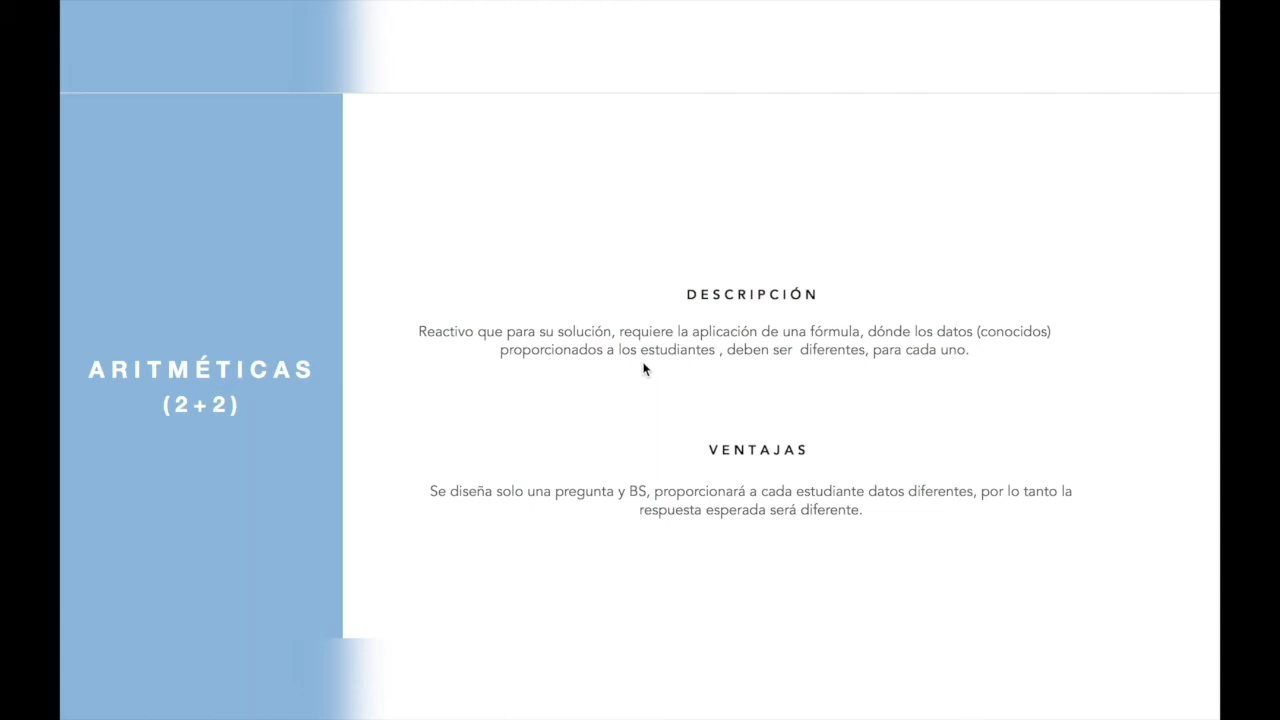 ARITMÉTICAS
(2+2)
DESCRIPCIÓN
Reactivo que para su solución, requiere la aplicación de una fórmula, dónde los datos (conocidos)
proporcionados a los estudiantes , deben ser  diferentes, para cada uno.
VENTAJAS
Se diseña solo una pregunta y BS, proporcionará a cada estudiante datos diferentes, por lo tanto la
respuesta esperada será diferente.